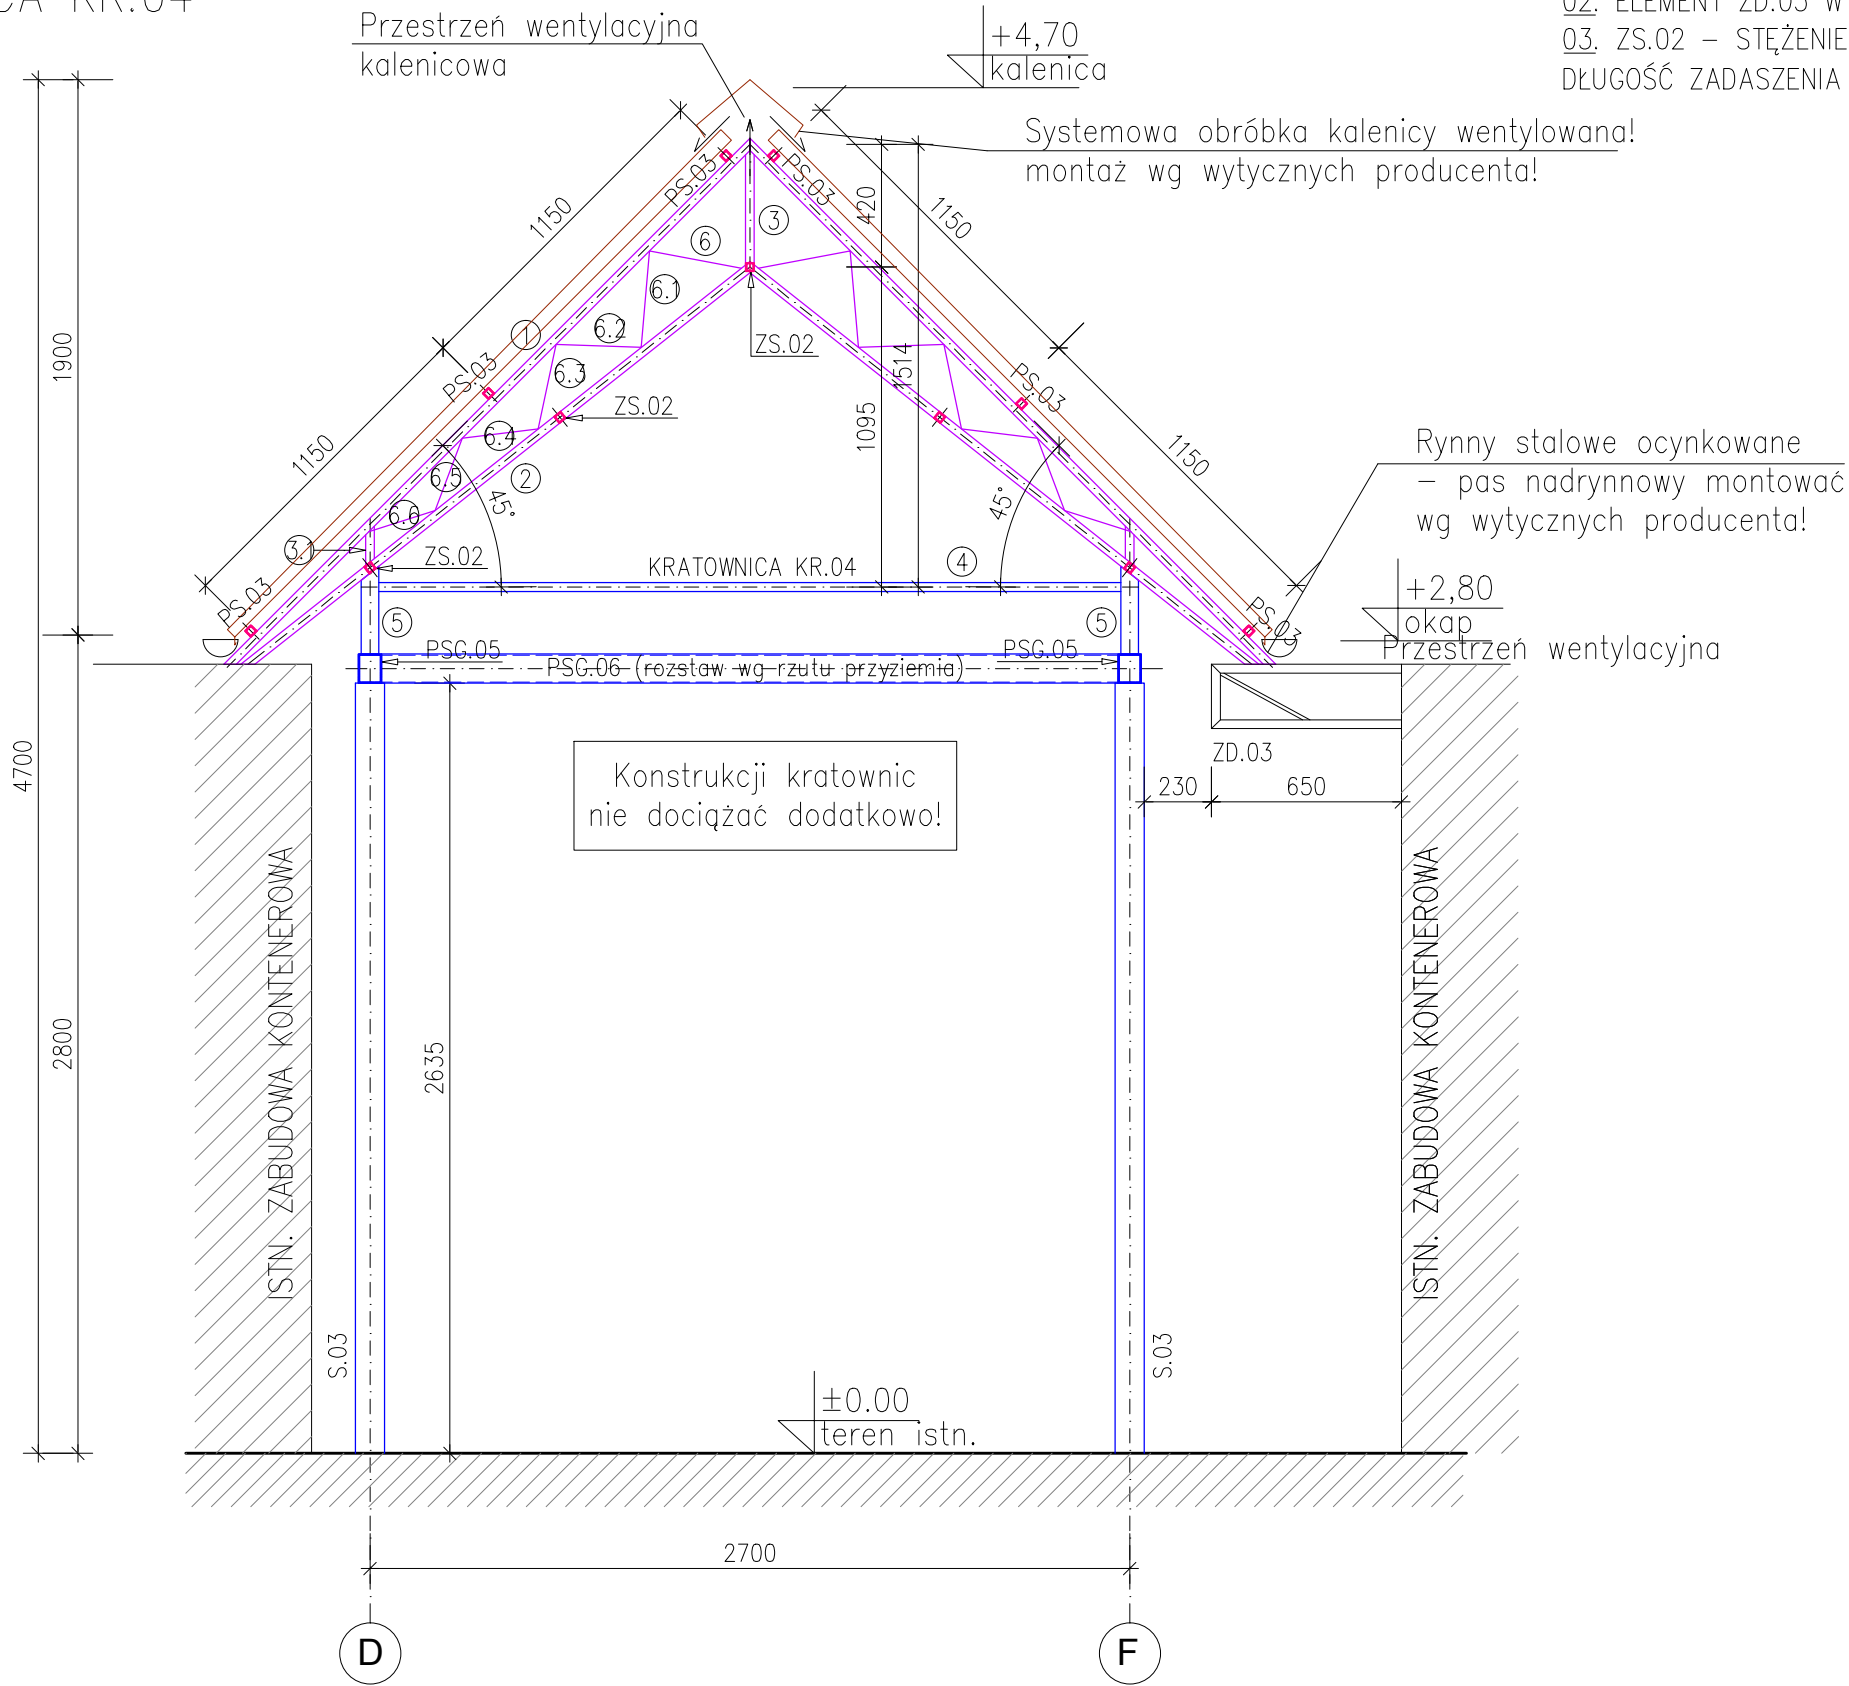 CA KR.04
Przestrzeń wentylacyjna
kalenicowa
+4,70
kalenica
02. ELEMENT ZD.03 W
03. ZS.02 – STĘŻENIE
DŁUGOŚĆ ZADASZENIA
Systemowa obróbka kalenicy wentylowana!
montaż wg wytycznych producenta!
PS.03
PS.03
1150
1150
420
3
6
6.1
6.2
1
6.3
ZS.02
1514
1900
PS.03
PS.03
ZS.02
1095
6.4
1150
1150
2
6.5
45°
45°
6.6
Rynny stalowe ocynkowane
– pas nadrynnowy montować
wg wytycznych producenta!
3.1
ZS.02
KRATOWNICA KR.04
4
+2,80
okap
Przestrzeń wentylacyjna
PS.03
PS.03
5
5
PSG.05
PSG.05
PSG.06 (rozstaw wg rzutu przyziemia)
4700
Konstrukcji kratownic
nie dociążać dodatkowo!
ZD.03
230
650
2800
2635
ISTN. ZABUDOWA KONTENEROWA
ISTN. ZABUDOWA KONTENEROWA
S.03
S.03
±0.00
teren istn.
2700
D
F